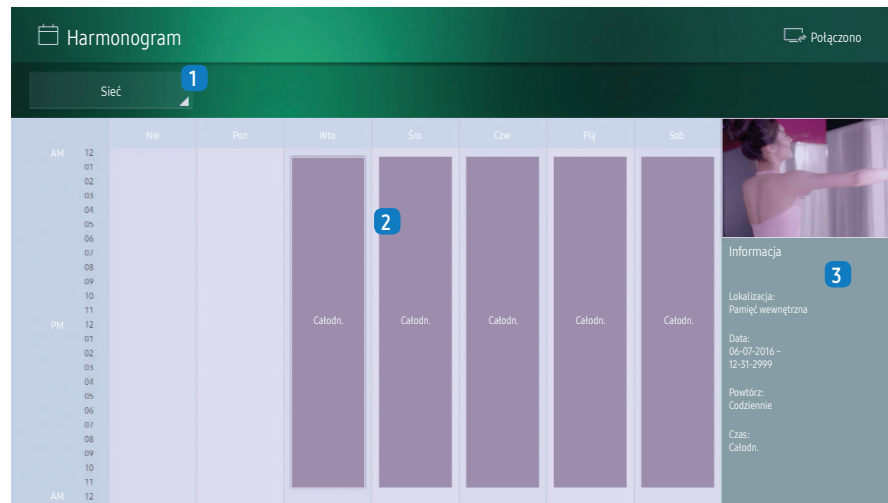 Harmonogram
Połączono
Sieć
1
Nie Pon Wto Śro Czw Pią Sob
AM 12
01
02
03
04
05
06
07
08
09
10
11
PM 12
01
02
03
04
05
06
07
08
09
10
11
AM 12
2
Całodn. Całodn. Całodn. Całodn. Całodn.
Informacja
3
Lokalizacja:
Pamięć wewnętrzna
Data:
06-07-2016 –
12-31-2999
Powtórz:
Codziennie
Czas:
Całodn.